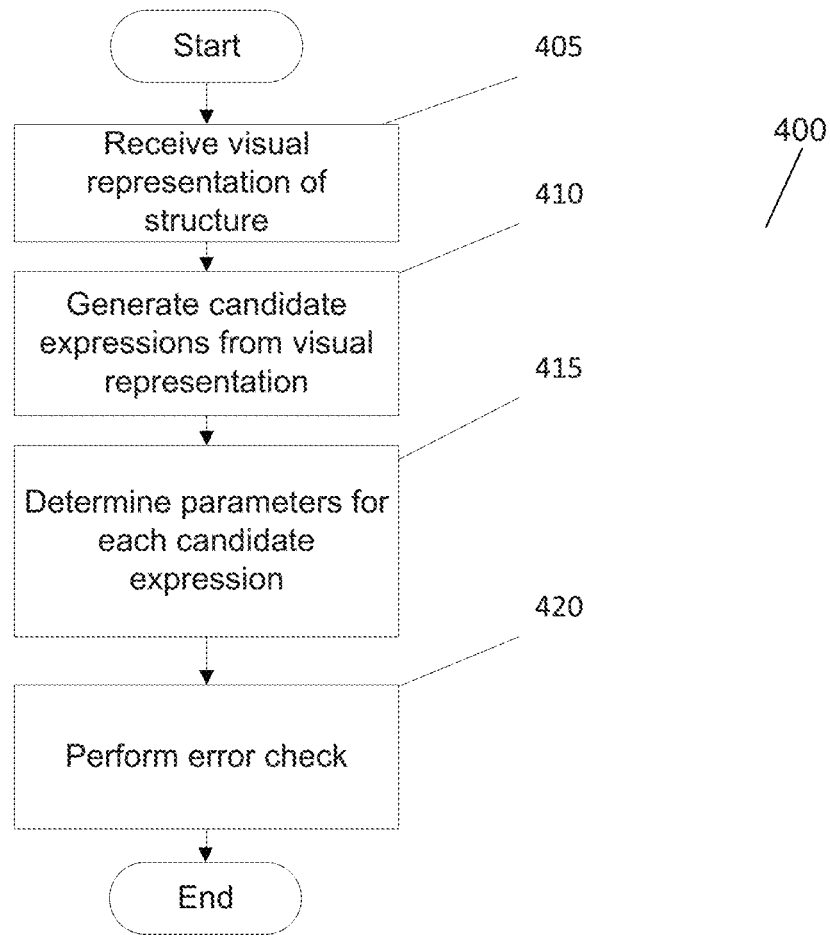 Start
405
Receive visual
representation of
structure
400
410
Generate candidate
expressions from visual
representation
415
Determine parameters for
each candidate
expression
420
Perform error check
End